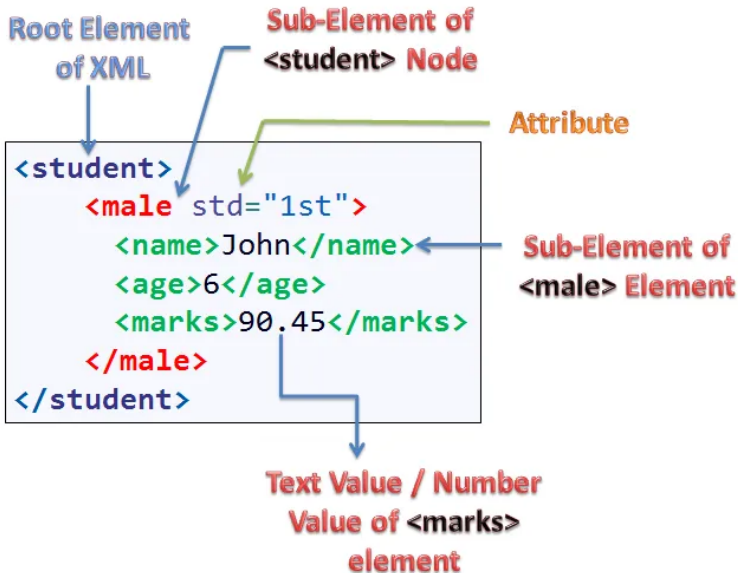 Root Element
of XML
Sub-Element of
<student> Node
Attribute
<student>
<male std="1st">
<name>John</name>
<age>6</age>
<marks>90.45</marks>
</male>
</student>
Sub-Element of
<male> Element
Text Value / Number
Value of <marks>
element